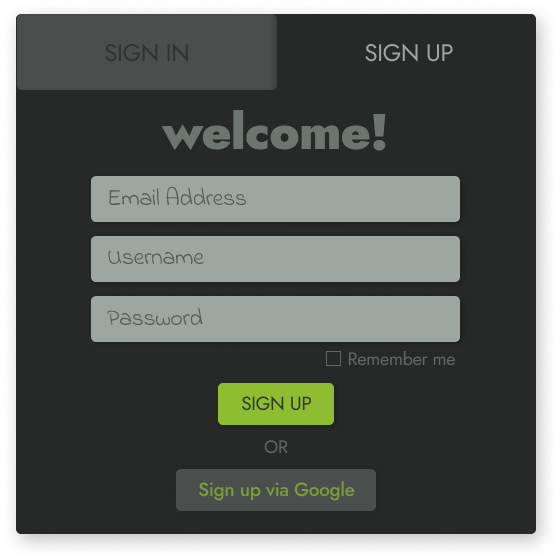 SIGN IN
SIGN UP
welcome!
Email Address
Username
Password
Remember me
SIGN UP
OR
Sign up via Google